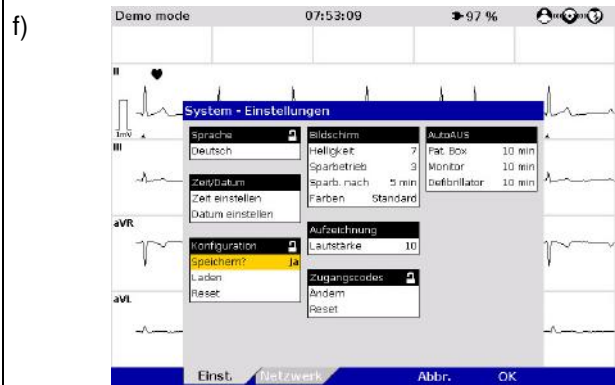 f)
Demo mode 07:53:09 97 %
II
1mV
III
aVR
aVL
System - Einstellungen
Sprache
Deutsch
Zeit/Datum
Zeit einstellen
Datum einstellen
Konfiguration
Speichern? Ja
Laden
Reset
Bildschirm
Helligkeit 7
Sparbetrieb 3
Sparb. nach 5 min
Farben Standard
Aufzeichnung
Lautstärke 10
Zugangscodes
Ändern
Reset
AutoAUS
Pat. Box 10 min
Monitor 10 min
Defibrillator 10 min
Einst. Netzwerk Abbr. OK